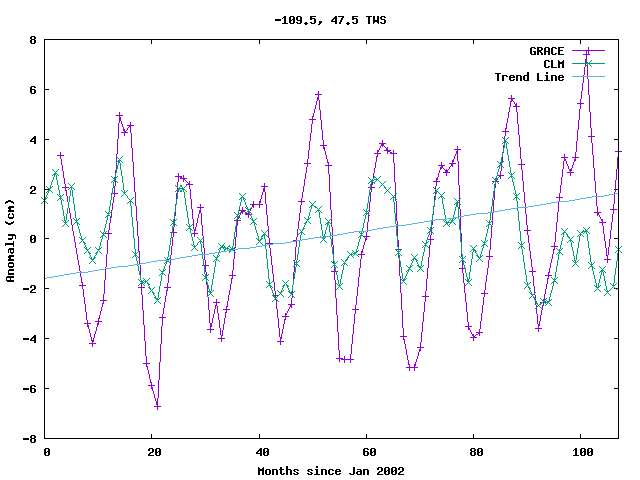 -109.5, 47.5 TWS
GRACE
CLM
Trend Line
8
6
4
2
0
-2
-4
-6
-8
Anomaly (cm)
0 20 40 60 80 100
Months since Jan 2002